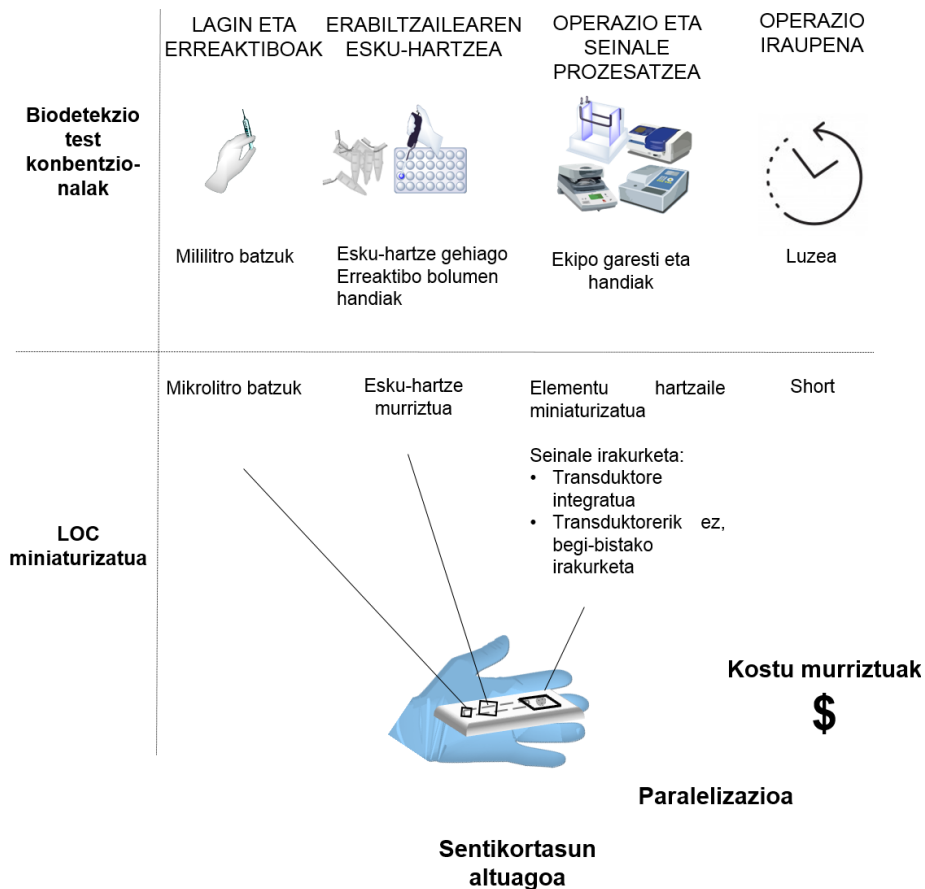 LAGIN ETA
ERREAKTIBOAK
ERABILTZAILEAREN
ESKU-HARTZEA
OPERAZIO ETA
SEINALE
PROZESATZEA
OPERAZIO
IRAUPENA
Biodetekzio
test
konbentzio-
nalak
Mililitro batzuk
Esku-hartze gehiago
Erreaktibo bolumen
handiak
Ekipo garesti eta
handiak
Luzea
LOC
miniaturizatua
Mikrolitro batzuk
Esku-hartze
murriztua
Elementu hartzaile
miniaturizatua
Seinale irakurketa:
• Transduktore
integratua
• Transduktorerik ez,
begi-bistako
irakurketa
Short
Kostu murriztuak
$
Paralelizazioa
Sentikortasun
altuagoa